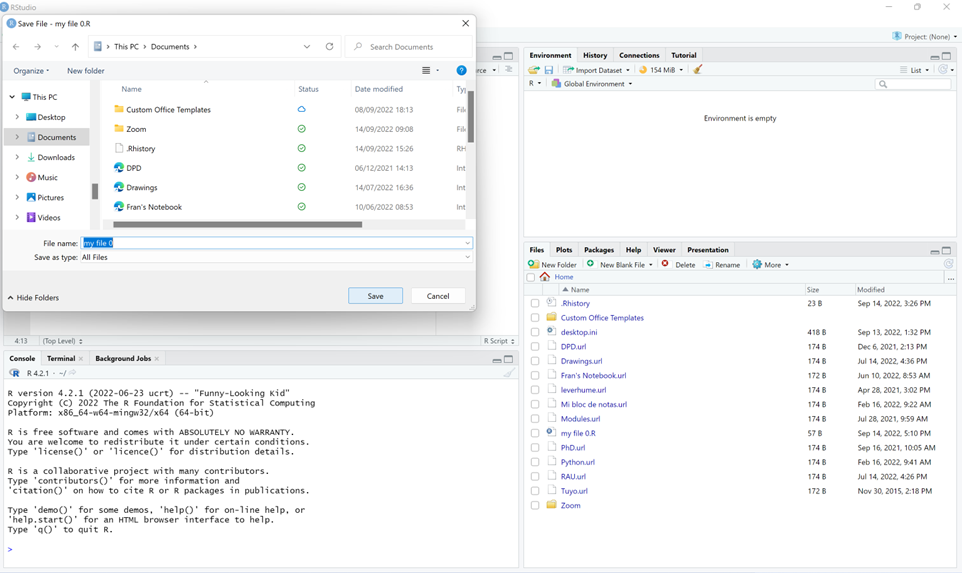 RStudio
Save File - my file 0.R
This PC > Documents >
Search Documents
Organize
New folder
Name Status Date modified
This PC
Desktop
Documents
Downloads
Music
Pictures
Videos
Custom Office Templates 08/09/2022 18:13
Zoom 14/09/2022 09:08
.Rhistory 14/09/2022 15:26 RH
DPD 06/12/2021 14:13 Int
Drawings 14/07/2022 16:36 Int
Fran's Notebook 10/06/2022 08:53 Int
File name: my file 0
Save as type: All Files
Hide Folders
Save
Cancel
4:13 (Top Level) R Script
Console Terminal Background Jobs
R 4.2.1 · ~/
R version 4.2.1 (2022-06-23 ucrt) -- "Funny-Looking Kid"
Copyright (C) 2022 The R Foundation for Statistical Computing
Platform: x86_64-w64-mingw32/x64 (64-bit)
R is free software and comes with ABSOLUTELY NO WARRANTY.
You are welcome to redistribute it under certain conditions.
Type 'license()' or 'licence()' for distribution details.
R is a collaborative project with many contributors.
Type 'contributors()' for more information and
'citation()' on how to cite R or R packages in publications.
Type 'demo()' for some demos, 'help()' for on-line help, or
'help.start()' for an HTML browser interface to help.
Type 'q()' to quit R.
>
Project: (None)
Environment History Connections Tutorial
Import Dataset 154 MiB List
R Global Environment
Environment is empty
Files Plots Packages Help Viewer Presentation
New Folder New Blank File Delete Rename More
Home ...
Name Size Modified
.Rhistory 23 B Sep 14, 2022, 3:26 PM
Custom Office Templates
desktop.ini 418 B Sep 13, 2022, 1:32 PM
DPD.url 174 B Dec 6, 2021, 2:13 PM
Drawings.url 174 B Jul 14, 2022, 4:36 PM
Fran's Notebook.url 172 B Jun 10, 2022, 8:53 AM
leverhume.url 174 B Apr 28, 2021, 3:02 PM
Mi bloc de notas.url 174 B Feb 16, 2022, 9:22 AM
Modules.url 174 B Jul 28, 2021, 9:59 AM
my file 0.R 57 B Sep 14, 2022, 5:10 PM
PhD.url 174 B Sep 16, 2021, 10:05 AM
Python.url 174 B Feb 16, 2022, 9:41 AM
RAU.url 174 B Jul 14, 2022, 4:26 PM
Tuyo.url 172 B Nov 30, 2015, 2:18 PM
Zoom